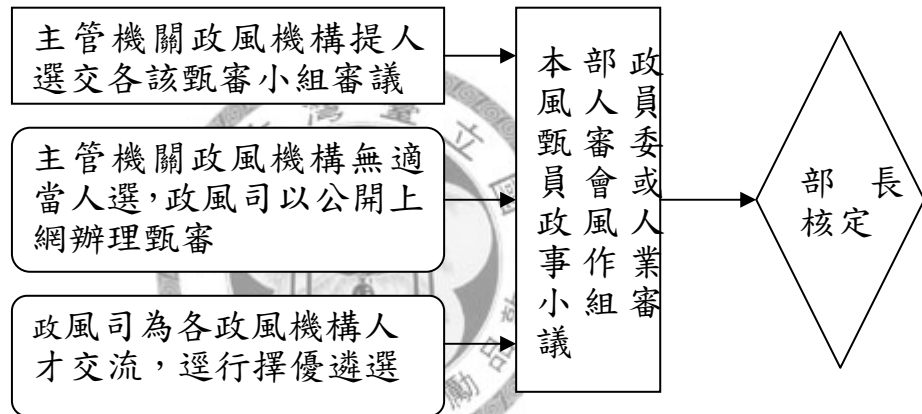 主管機關政風機構提人
選交各該甄審小組審議
主管機關政風機構無適
當人選,政風司以公開上
網辦理甄審
政風司為各政風機構人
才交流,逕行擇優遴選
本部政
風人員
甄審委
員會或
政風人
事作業
小組審
議
部長
核定